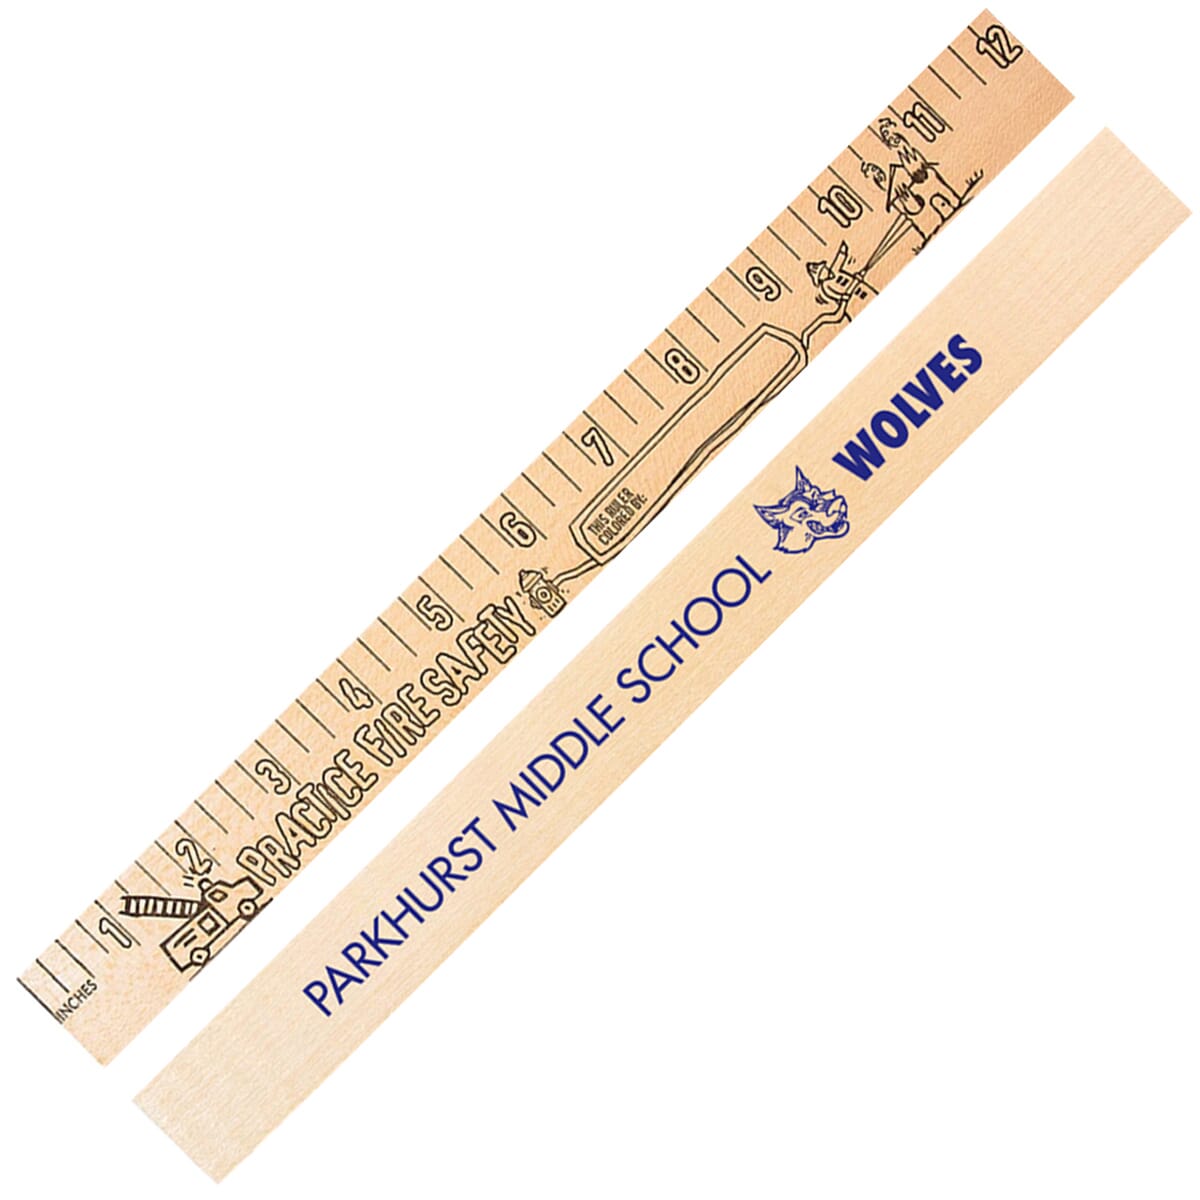 INCHES
1 2 3 4 5 6 7 8 9 10 11 12
PRACTICE FIRE SAFETY
THIS RULER
COLORED BY:
PARKHURST MIDDLE SCHOOL WOLVES